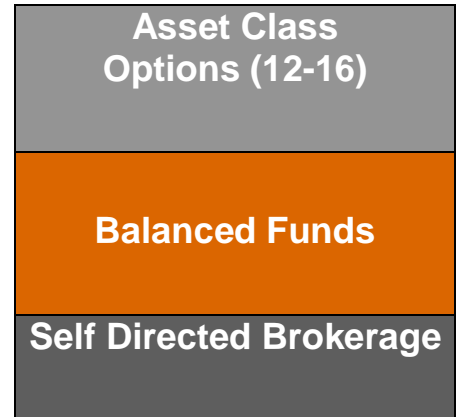 Asset Class
Options (12-16)
Balanced Funds
Self Directed Brokerage